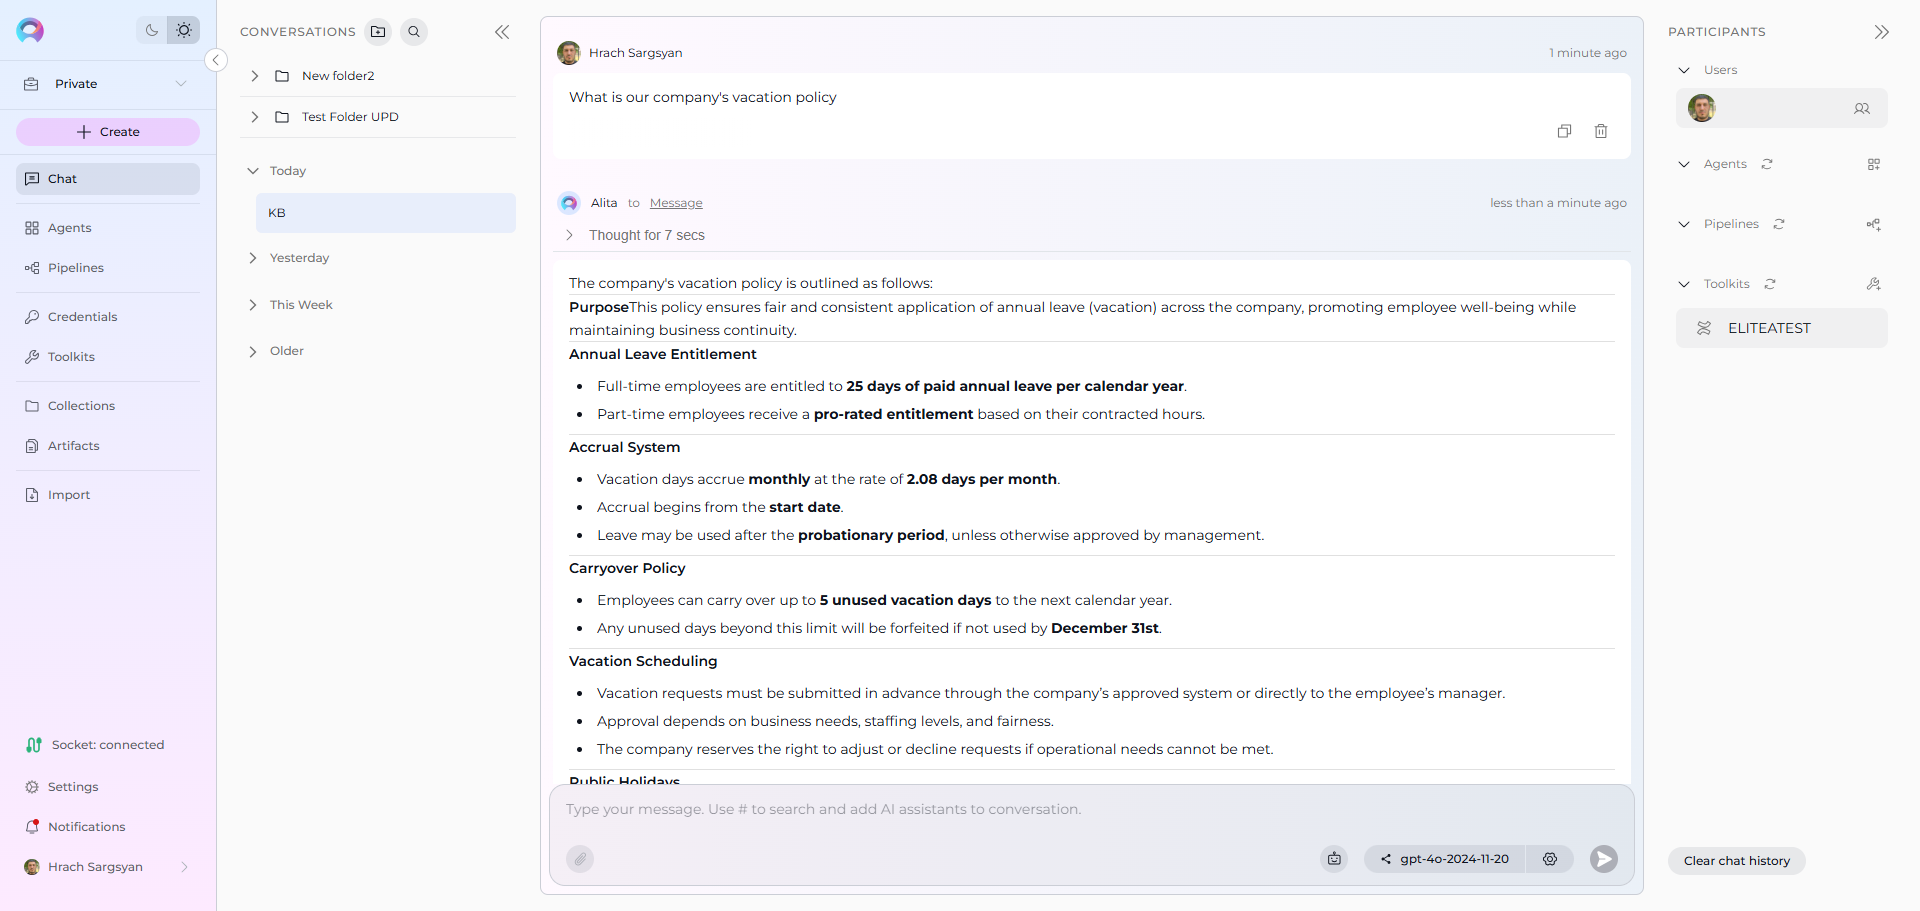 Private
Create
Chat
Agents
Pipelines
Credentials
Toolkits
Collections
Artifacts
Import
Socket: connected
Settings
Notifications
Hrach Sargsyan
CONVERSATIONS
New folder2
Test Folder UPD
Today
KB
Yesterday
This Week
Older
Hrach Sargsyan
1 minute ago
What is our company's vacation policy
Alita to Message
less than a minute ago
Thought for 7 secs
The company's vacation policy is outlined as follows:
PurposeThis policy ensures fair and consistent application of annual leave (vacation) across the company, promoting employee well-being while
maintaining business continuity.
Annual Leave Entitlement
• Full-time employees are entitled to 25 days of paid annual leave per calendar year.
• Part-time employees receive a pro-rated entitlement based on their contracted hours.
Accrual System
• Vacation days accrue monthly at the rate of 2.08 days per month.
• Accrual begins from the start date.
• Leave may be used after the probationary period, unless otherwise approved by management.
Carryover Policy
• Employees can carry over up to 5 unused vacation days to the next calendar year.
• Any unused days beyond this limit will be forfeited if not used by December 31st.
Vacation Scheduling
• Vacation requests must be submitted in advance through the company’s approved system or directly to the employee’s manager.
• Approval depends on business needs, staffing levels, and fairness.
• The company reserves the right to adjust or decline requests if operational needs cannot be met.
Public Holidays
Type your message. Use # to search and add AI assistants to conversation.
gpt-4o-2024-11-20
PARTICIPANTS
Users
Agents
Pipelines
Toolkits
ELITEATEST
Clear chat history